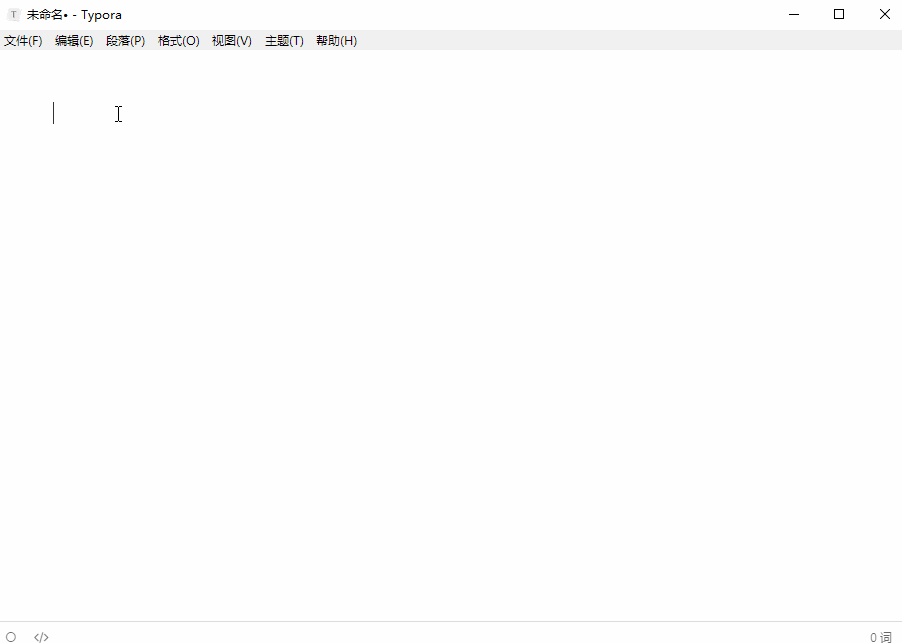 T 未命名• - Typora
文件(F) 编辑(E) 段落(P) 格式(O) 视图(V) 主题(T) 帮助(H)
</> 0 词